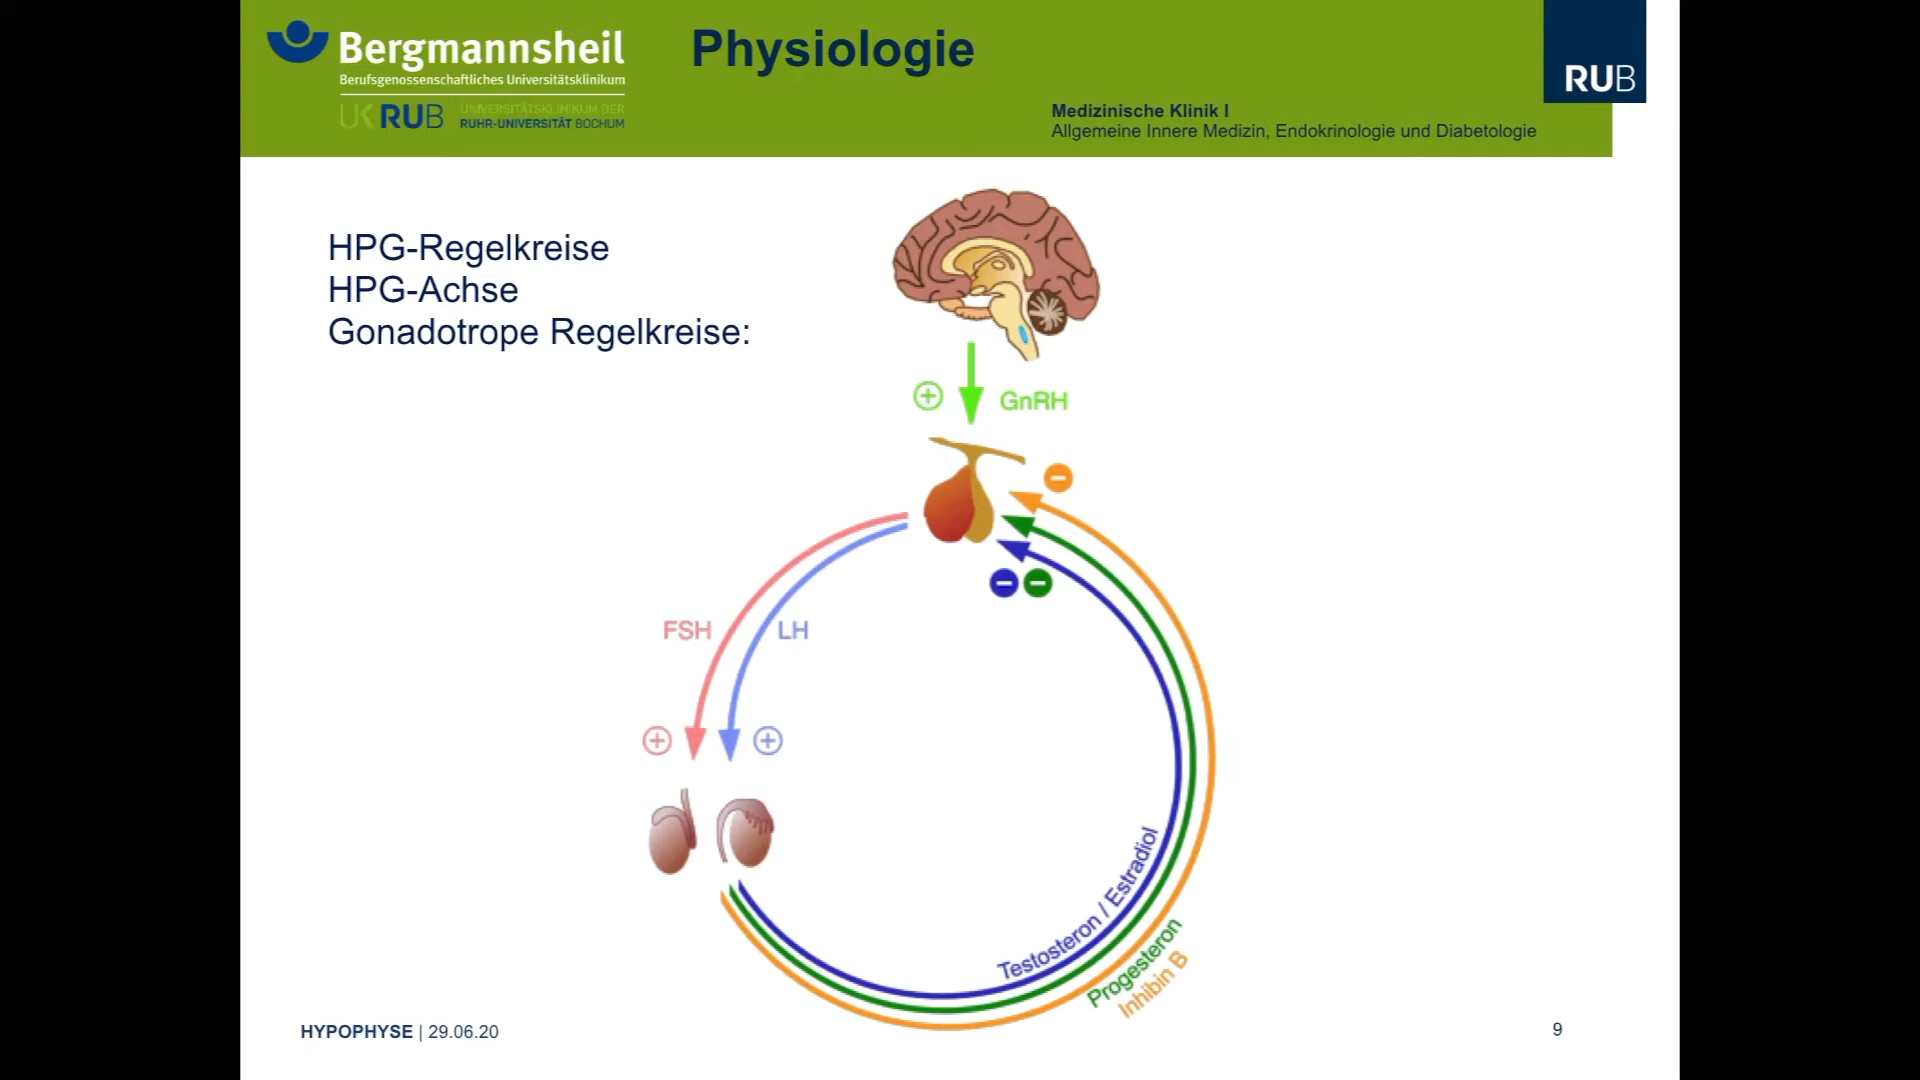 Bergmannsheil
Berufsgenossenschaftliches Universitätsklinikum
UK RUB
UNIVERSITÄTSKLINIKUM DER
RUHR-UNIVERSITÄT BOCHUM
Physiologie
RUB
Medizinische Klinik I
Allgemeine Innere Medizin, Endokrinologie und Diabetologie
HPG-Regelkreise
HPG-Achse
Gonadotrope Regelkreise:
GnRH
FSH
LH
Testosteron / Estradiol
Progesteron
Inhibin B
HYPOPHYSE | 29.06.20
9